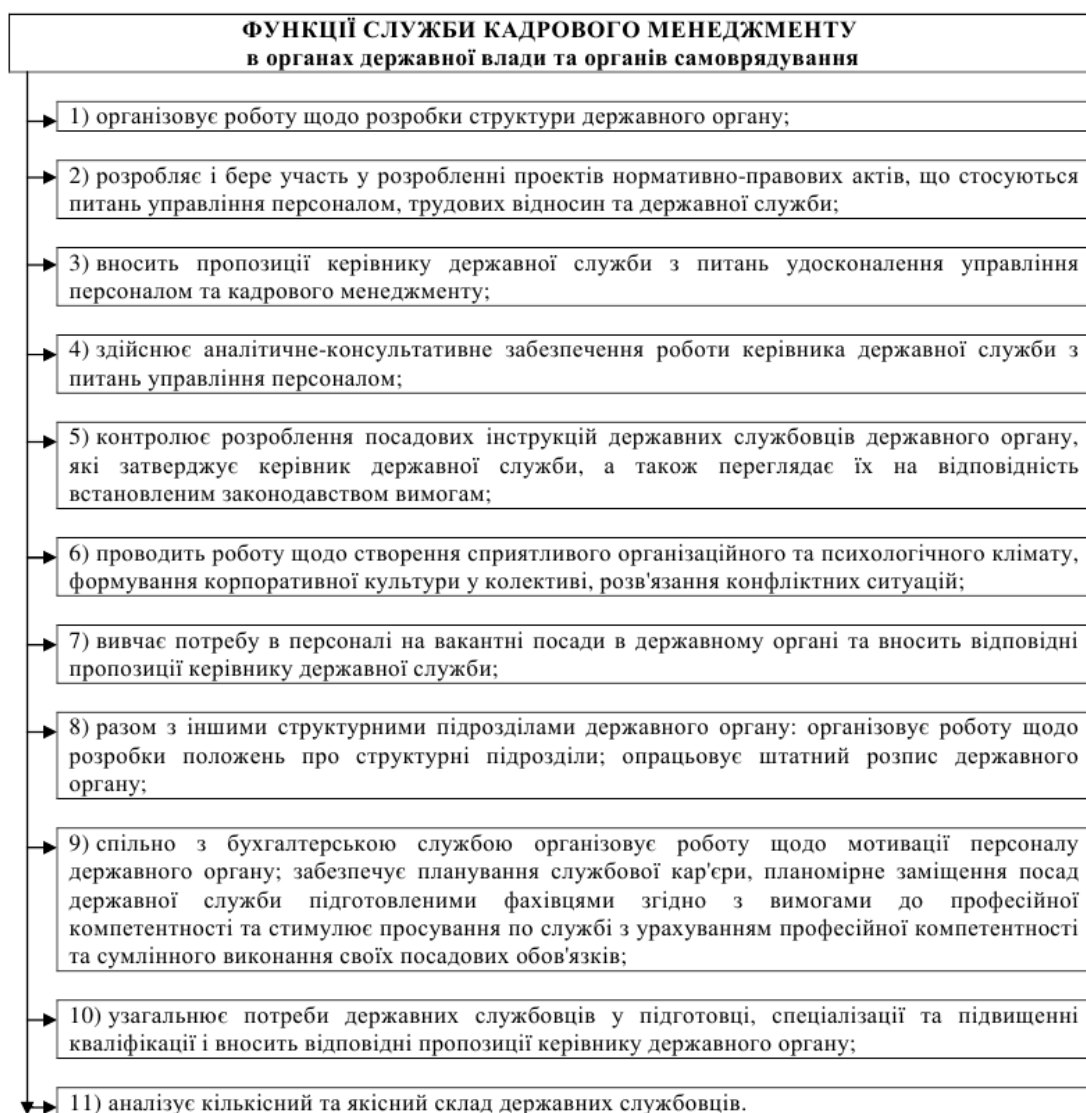 ФУНКЦІЇ СЛУЖБИ КАДРОВОГО МЕНЕДЖМЕНТУ
в органах державної влади та органів самоврядування
1) організовує роботу щодо розробки структури державного органу;
2) розробляє і бере участь у розробленні проектів нормативно-правових актів, що стосуються
питань управління персоналом, трудових відносин та державної служби;
3) вносить пропозиції керівнику державної служби з питань удосконалення управління
персоналом та кадрового менеджменту;
4) здійснює аналітичне-консультативне забезпечення роботи керівника державної служби з
питань управління персоналом;
5) контролює розроблення посадових інструкцій державних службовців державного органу,
які затверджує керівник державної служби, а також переглядає їх на відповідність
встановленим законодавством вимогам;
6) проводить роботу щодо створення сприятливого організаційного та психологічного клімату,
формування корпоративної культури у колективі, розв'язання конфліктних ситуацій;
7) вивчає потребу в персоналі на вакантні посади в державному органі та вносить відповідні
пропозиції керівнику державної служби;
8) разом з іншими структурними підрозділами державного органу: організовує роботу щодо
розробки положень про структурні підрозділи; опрацьовує штатний розпис державного
органу;
9) спільно з бухгалтерською службою організовує роботу щодо мотивації персоналу
державного органу; забезпечує планування службової кар'єри, планомірне заміщення посад
державної служби підготовленими фахівцями згідно з вимогами до професійної
компетентності та стимулює просування по службі з урахуванням професійної компетентності
та сумлінного виконання своїх посадових обов'язків;
10) узагальнює потреби державних службовців у підготовці, спеціалізації та підвищенні
кваліфікації і вносить відповідні пропозиції керівнику державного органу;
11) аналізує кількісний та якісний склад державних службовців.